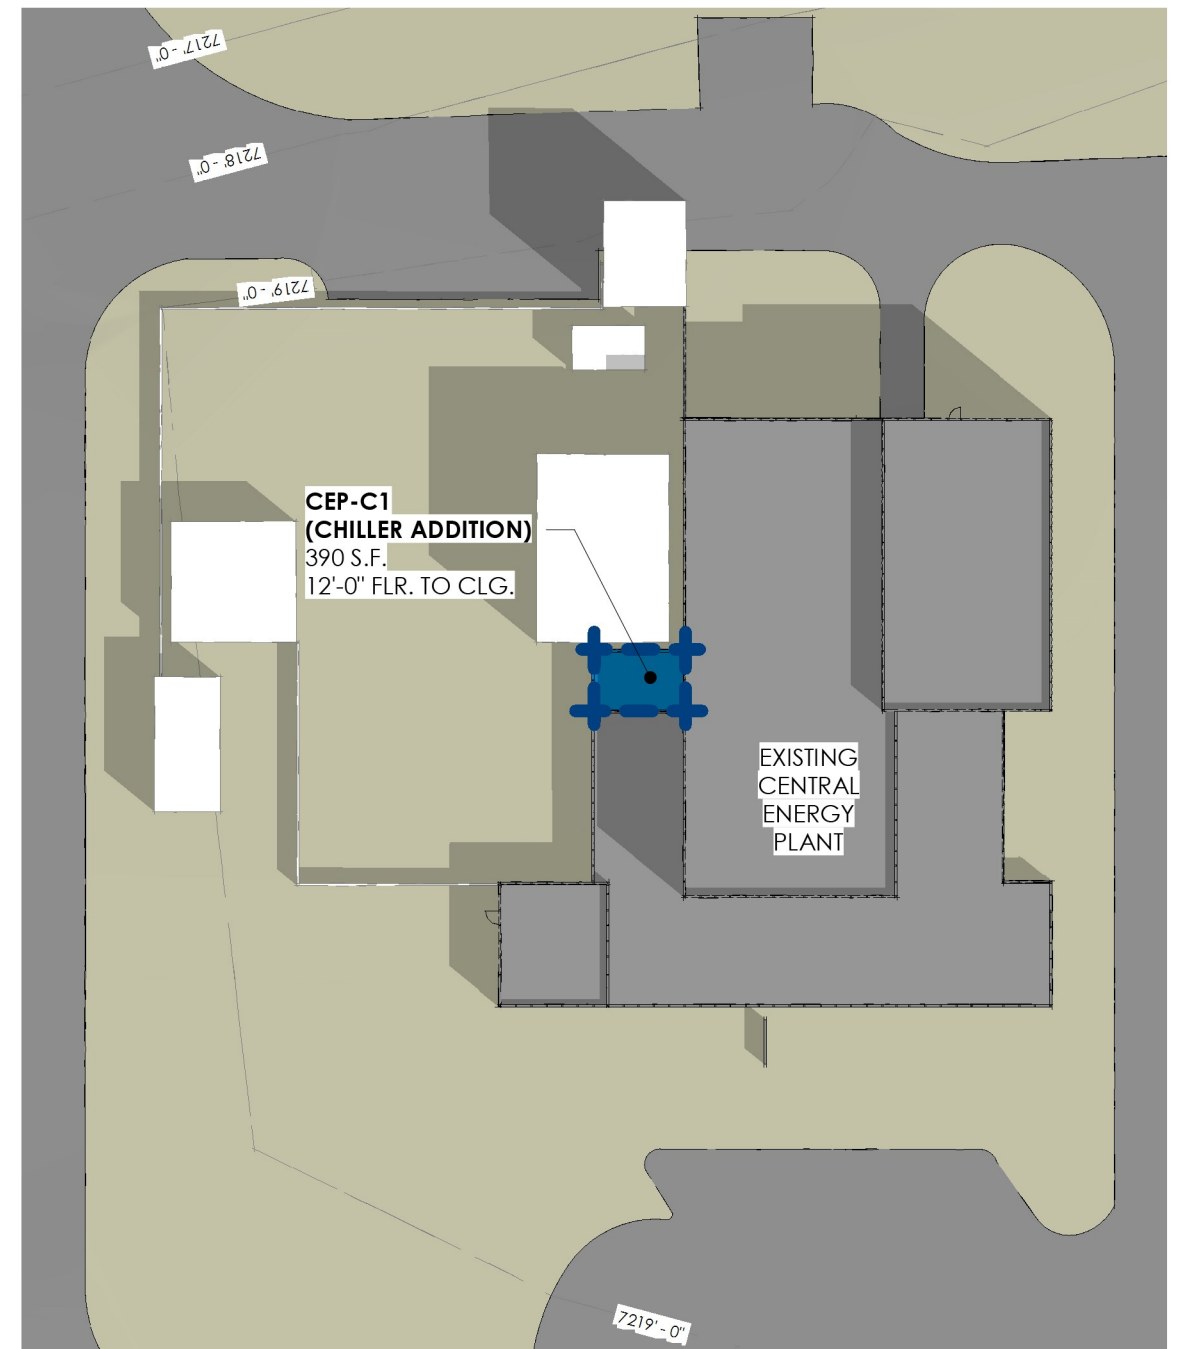 7217' - 0"
7218' - 0"
7219' - 0"
CEP-C1
(CHILLER ADDITION)
390 S.F.
12'-0" FLR. TO CLG.
EXISTING
CENTRAL
ENERGY
PLANT
7219' - 0"